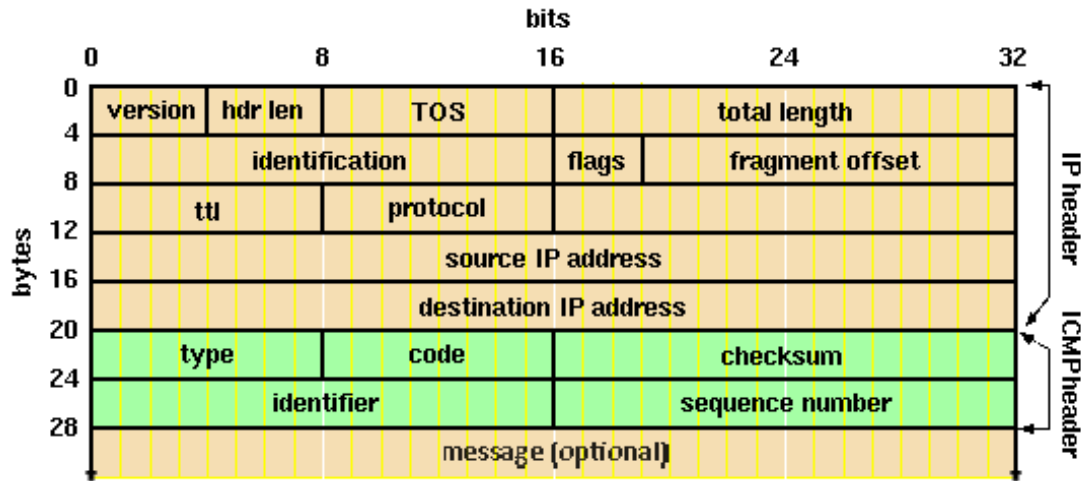 bits
0 8 16 24 32
0
version hdr len TOS total length
4
identification flags fragment offset
8
ttl protocol
12
source IP address
16
destination IP address
20
type code checksum
24
identifier sequence number
28
message (optional)
bytes
IP header
ICMP header